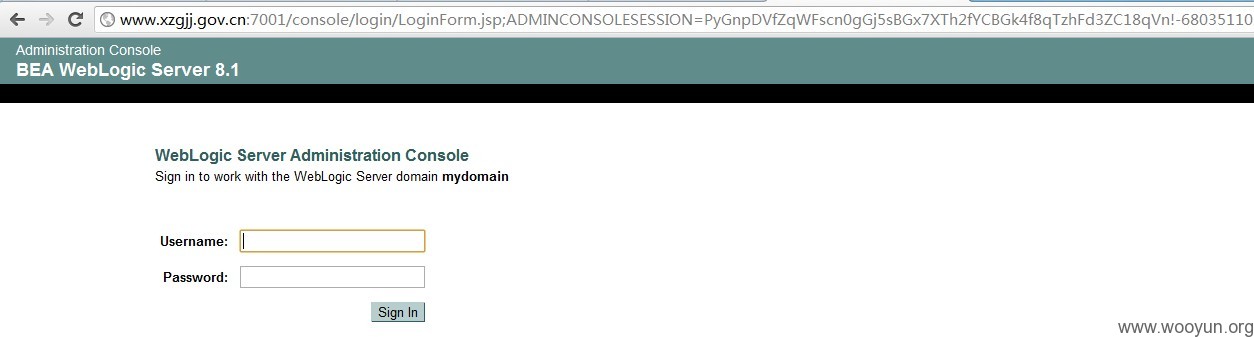 www.xzgjj.gov.cn:7001/console/login/LoginForm.jsp;ADMINCONSOLESESSION=PyGnpDVfZqWFscn0gGj5sBGx7XTh2fYCBGk4f8qTzhFd3ZC18qVn!-68035110
Administration Console
BEA WebLogic Server 8.1
WebLogic Server Administration Console
Sign in to work with the WebLogic Server domain mydomain
Username:
Password:
Sign In
www.wooyun.org